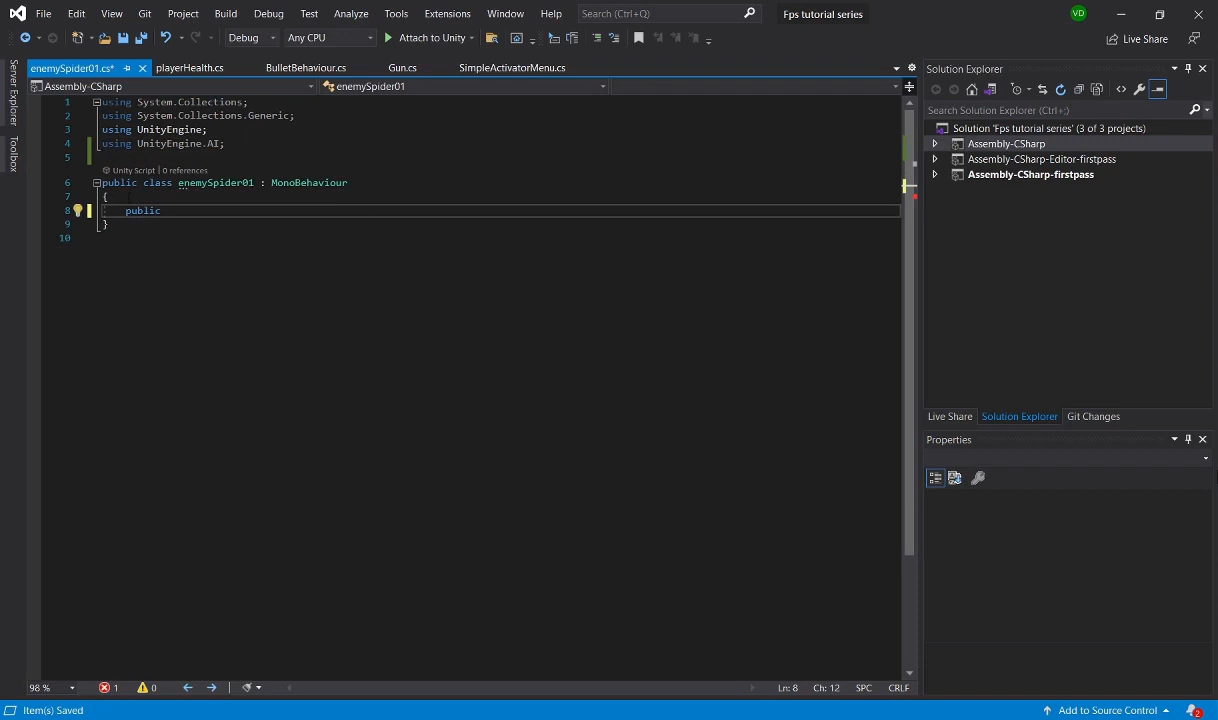 File Edit View Git Project Build Debug Test Analyze Tools Extensions Window Help Search (Ctrl+Q) Fps tutorial series VD
Debug Any CPU Attach to Unity Live Share
enemySpider01.cs* playerHealth.cs BulletBehaviour.cs Gun.cs SimpleActivatorMenu.cs
Assembly-CSharp enemySpider01
1 using System.Collections;
2 using System.Collections.Generic;
3 using UnityEngine;
4 using UnityEngine.AI;
5
Unity Script | 0 references
6 public class enemySpider01 : MonoBehaviour
7 {
8 public
9 }
10
98 % 1 0 Ln: 8 Ch: 12 SPC CRLF
Item(s) Saved Add to Source Control 2
Server Explorer
Toolbox
Solution Explorer
Search Solution Explorer (Ctrl+;)
Solution 'Fps tutorial series' (3 of 3 projects)
Assembly-CSharp
Assembly-CSharp-Editor-firstpass
Assembly-CSharp-firstpass
Live Share Solution Explorer Git Changes
Properties